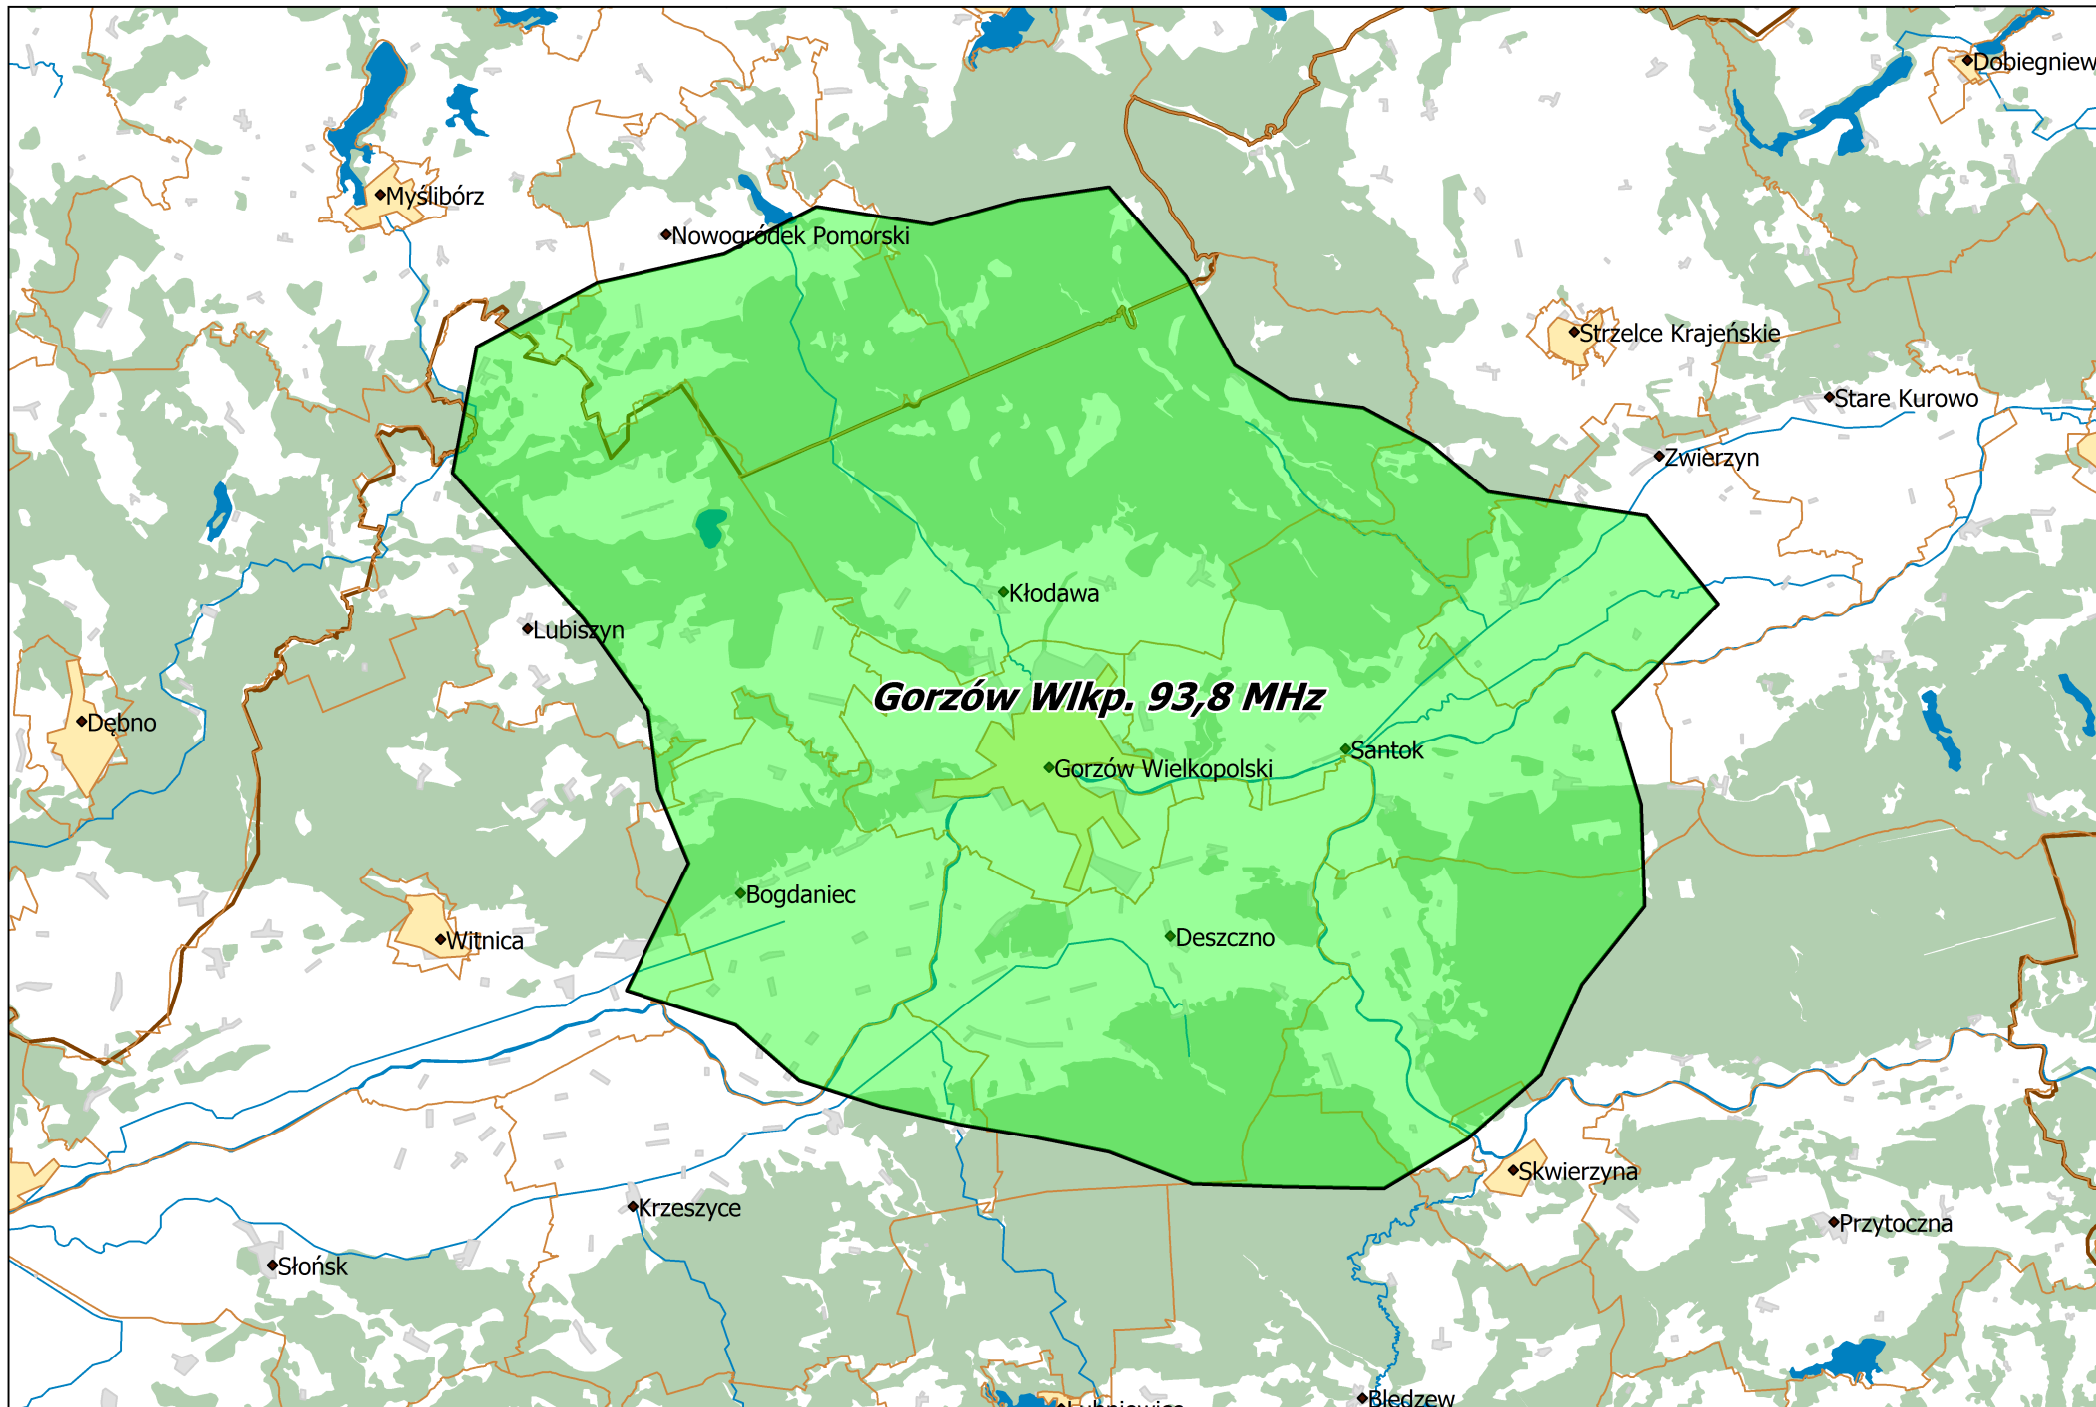 Dobiegniew
Myślibórz
Nowogródek Pomorski
Strzelce Krajeńskie
Stare Kurowo
Zwierzyn
Kłodawa
Lubiszyn
Gorzów Wlkp. 93,8 MHz
Dębno
Santok
Gorzów Wielkopolski
Bogdaniec
Deszczno
Witnica
Skwierzyna
Krzeszyce
Przytoczna
Słońsk
Bledzew